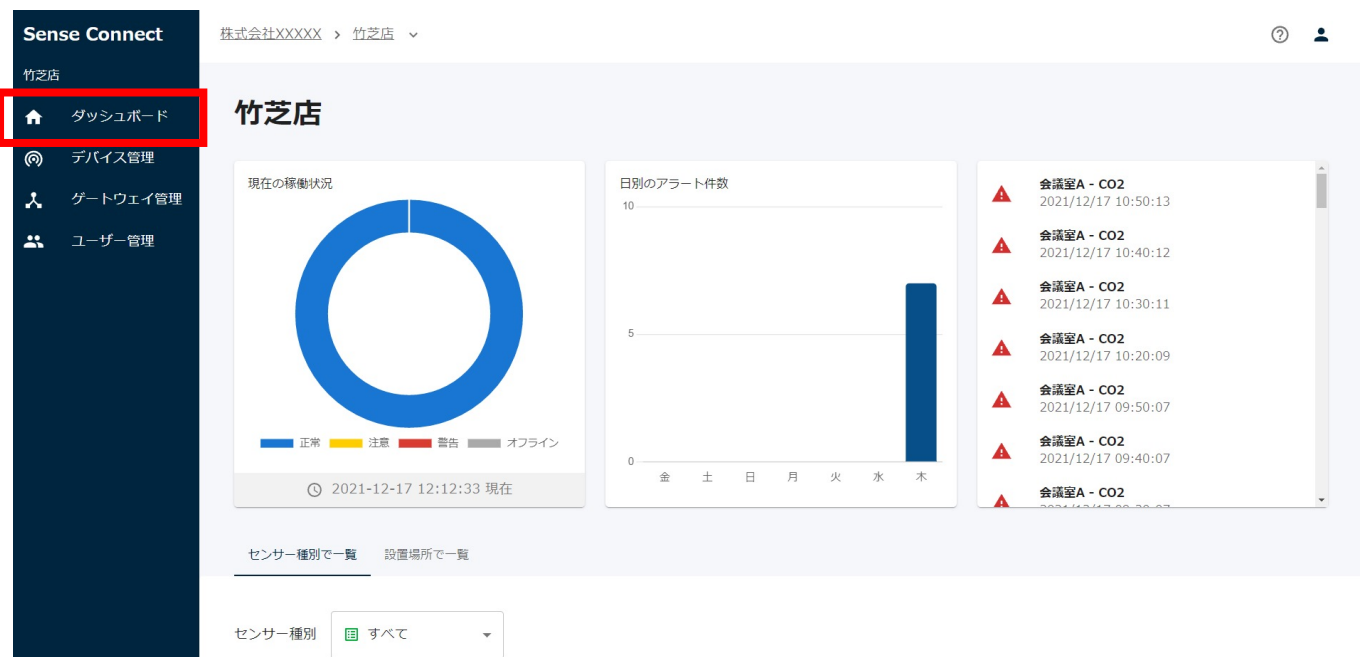 Sense Connect
株式会社XXXXX > 竹芝店
竹芝店
ダッシュボード
デバイス管理
ゲートウェイ管理
ユーザー管理
竹芝店
現在の稼働状況
正常 注意 警告 オフライン
2021-12-17 12:12:33 現在
日別のアラート件数
10
5
0
金 土 日 月 火 水 木
会議室A - CO2
2021/12/17 10:50:13
会議室A - CO2
2021/12/17 10:40:12
会議室A - CO2
2021/12/17 10:30:11
会議室A - CO2
2021/12/17 10:20:09
会議室A - CO2
2021/12/17 09:50:07
会議室A - CO2
2021/12/17 09:40:07
会議室A - CO2
センサー種別で一覧 設置場所で一覧
センサー種別 すべて